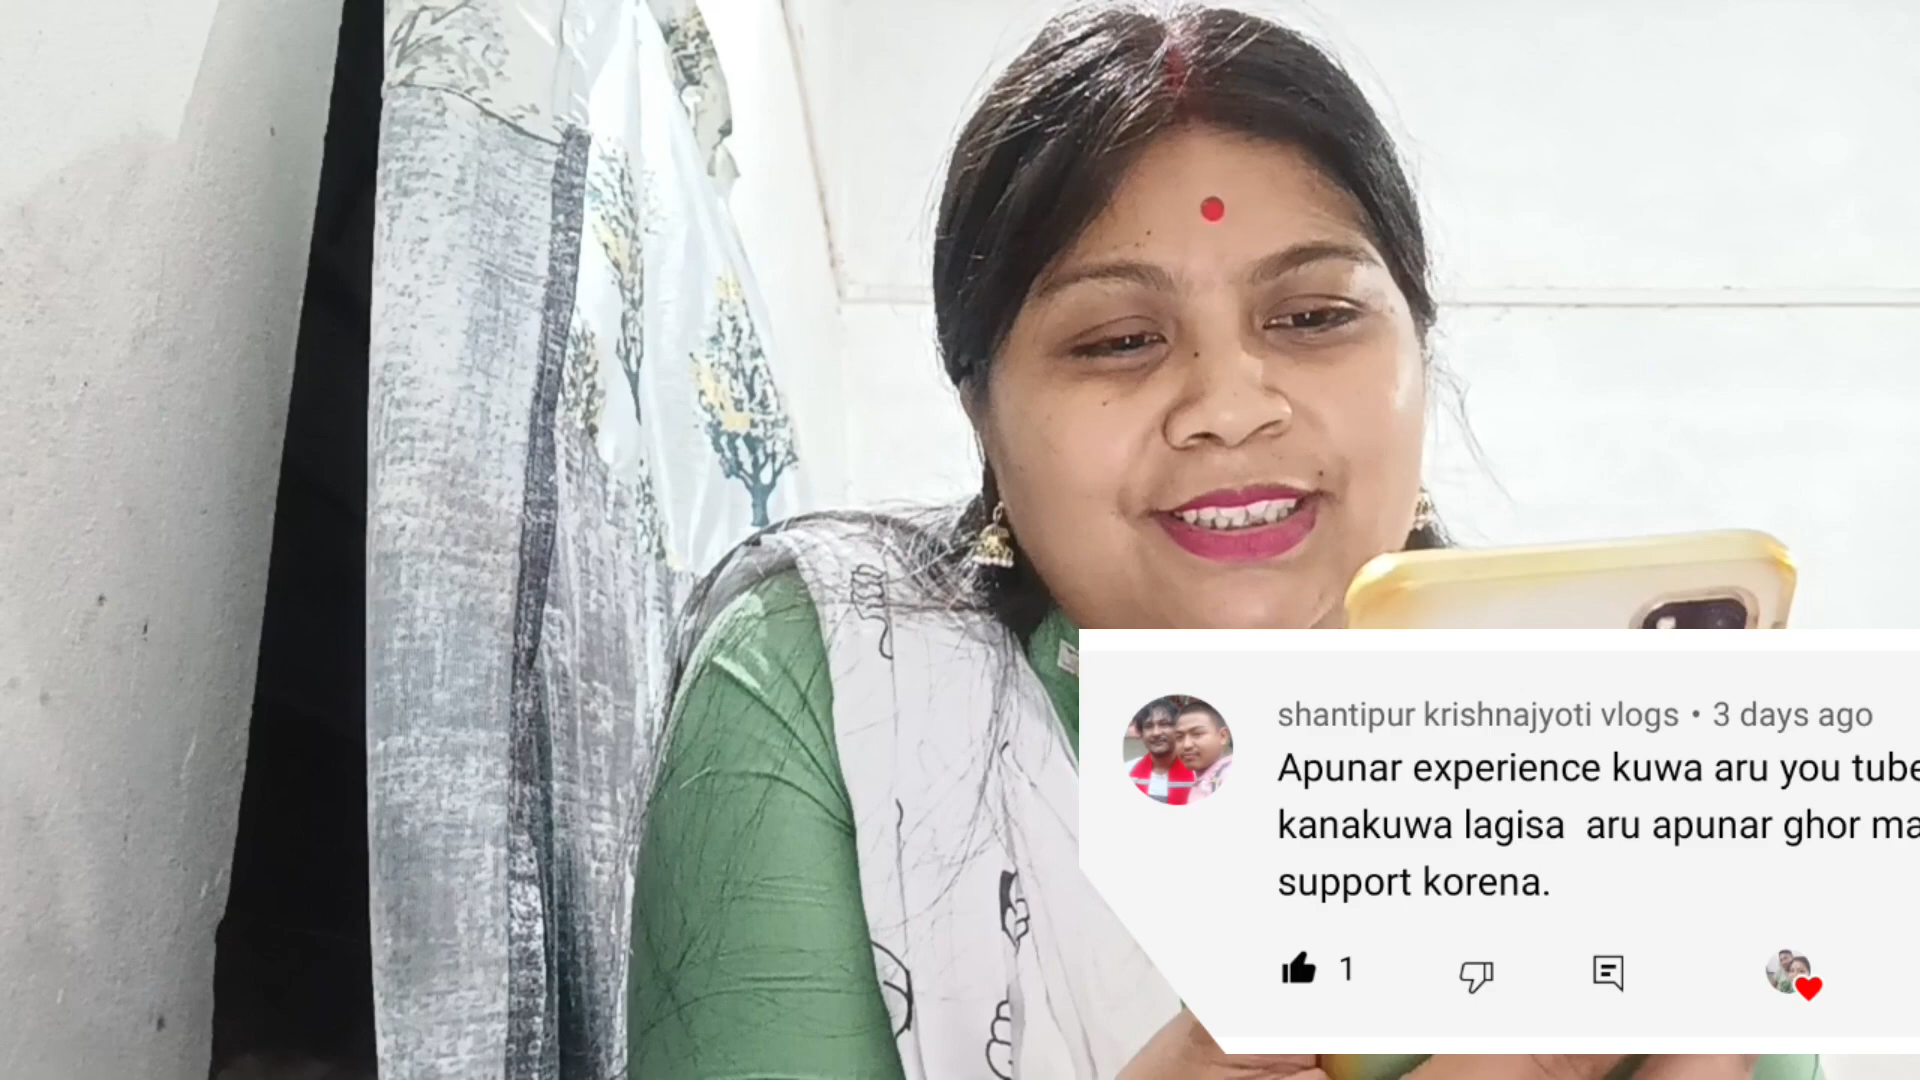 shantipur krishnajyoti vlogs • 3 days ago
Apunar experience kuwa aru you tube
kanakuwa lagisa aru apunar ghor
support korena.
1